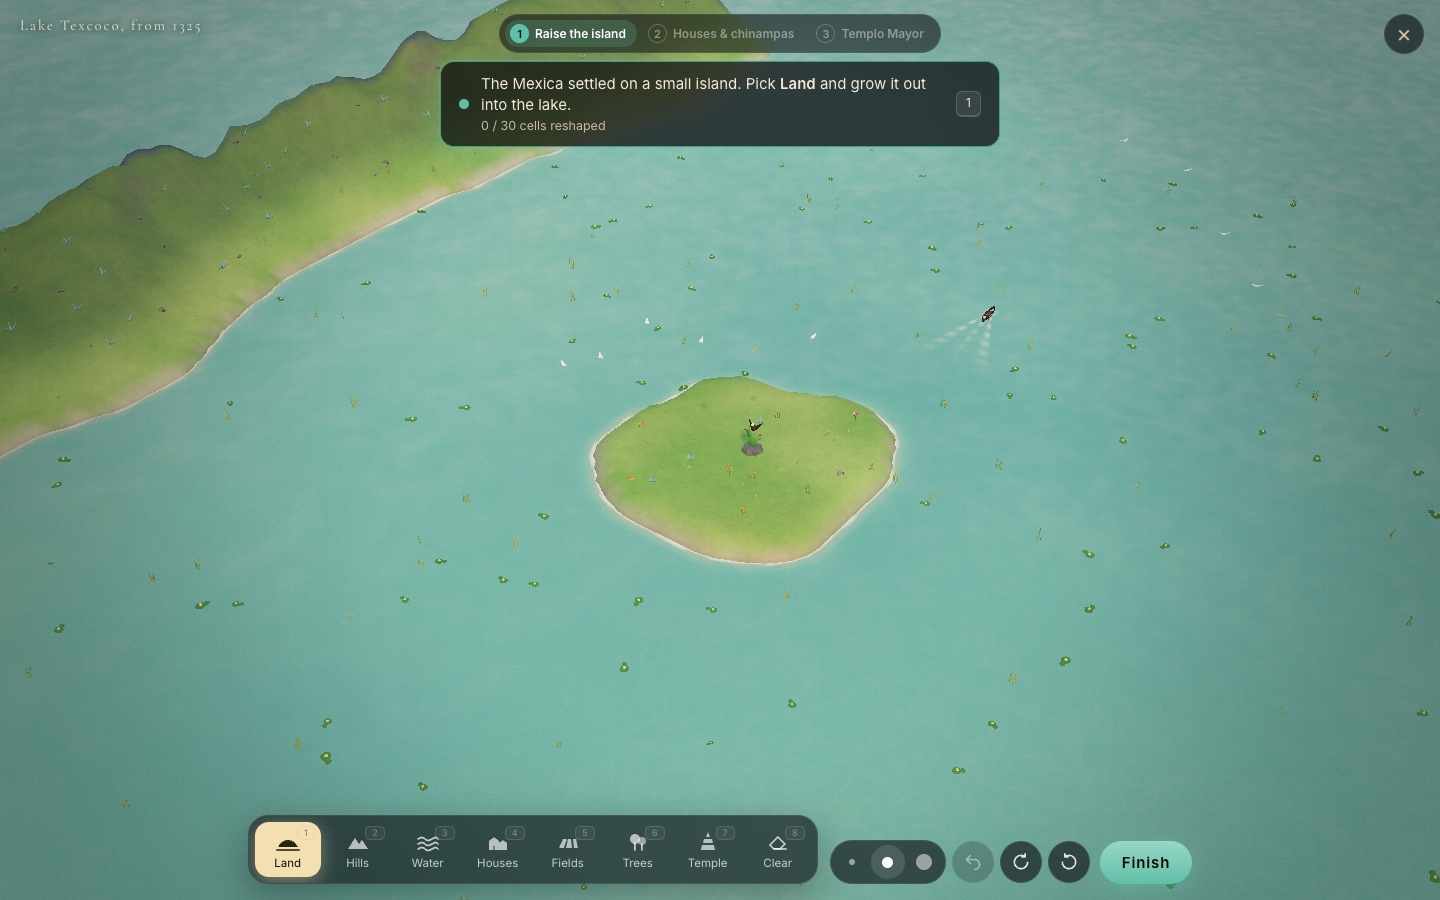 Lake Texcoco, from 1325
1 Raise the island 2 Houses & chinampas 3 Templo Mayor
The Mexica settled on a small island. Pick Land and grow it out
into the lake.
0 / 30 cells reshaped
1
1 2 3 4 5 6 7 8
Land Hills Water Houses Fields Trees Temple Clear
Finish